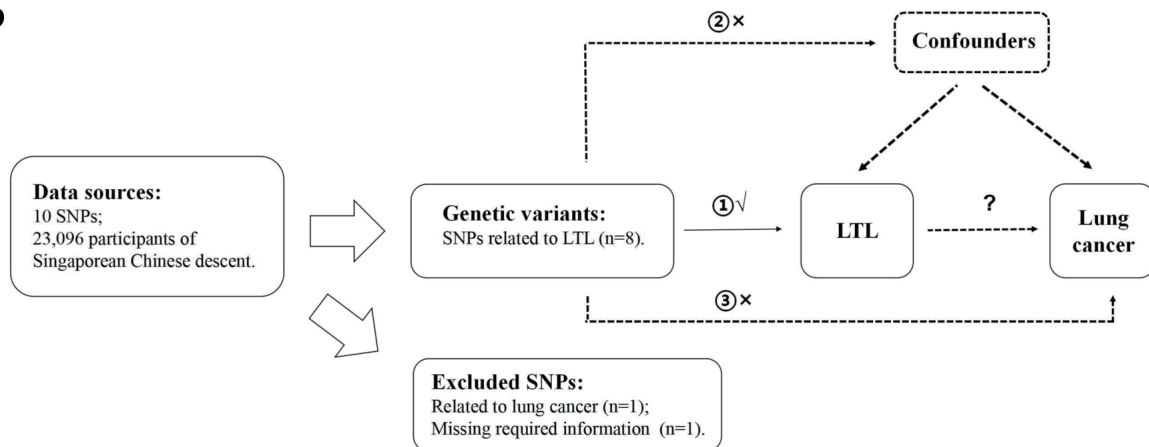 ②×
Confounders
Data sources:
10 SNPs;
23,096 participants of
Singaporean Chinese descent.
Genetic variants:
SNPs related to LTL (n=8).
①√
LTL
?
Lung
cancer
③×
Excluded SNPs:
Related to lung cancer (n=1);
Missing required information (n=1).